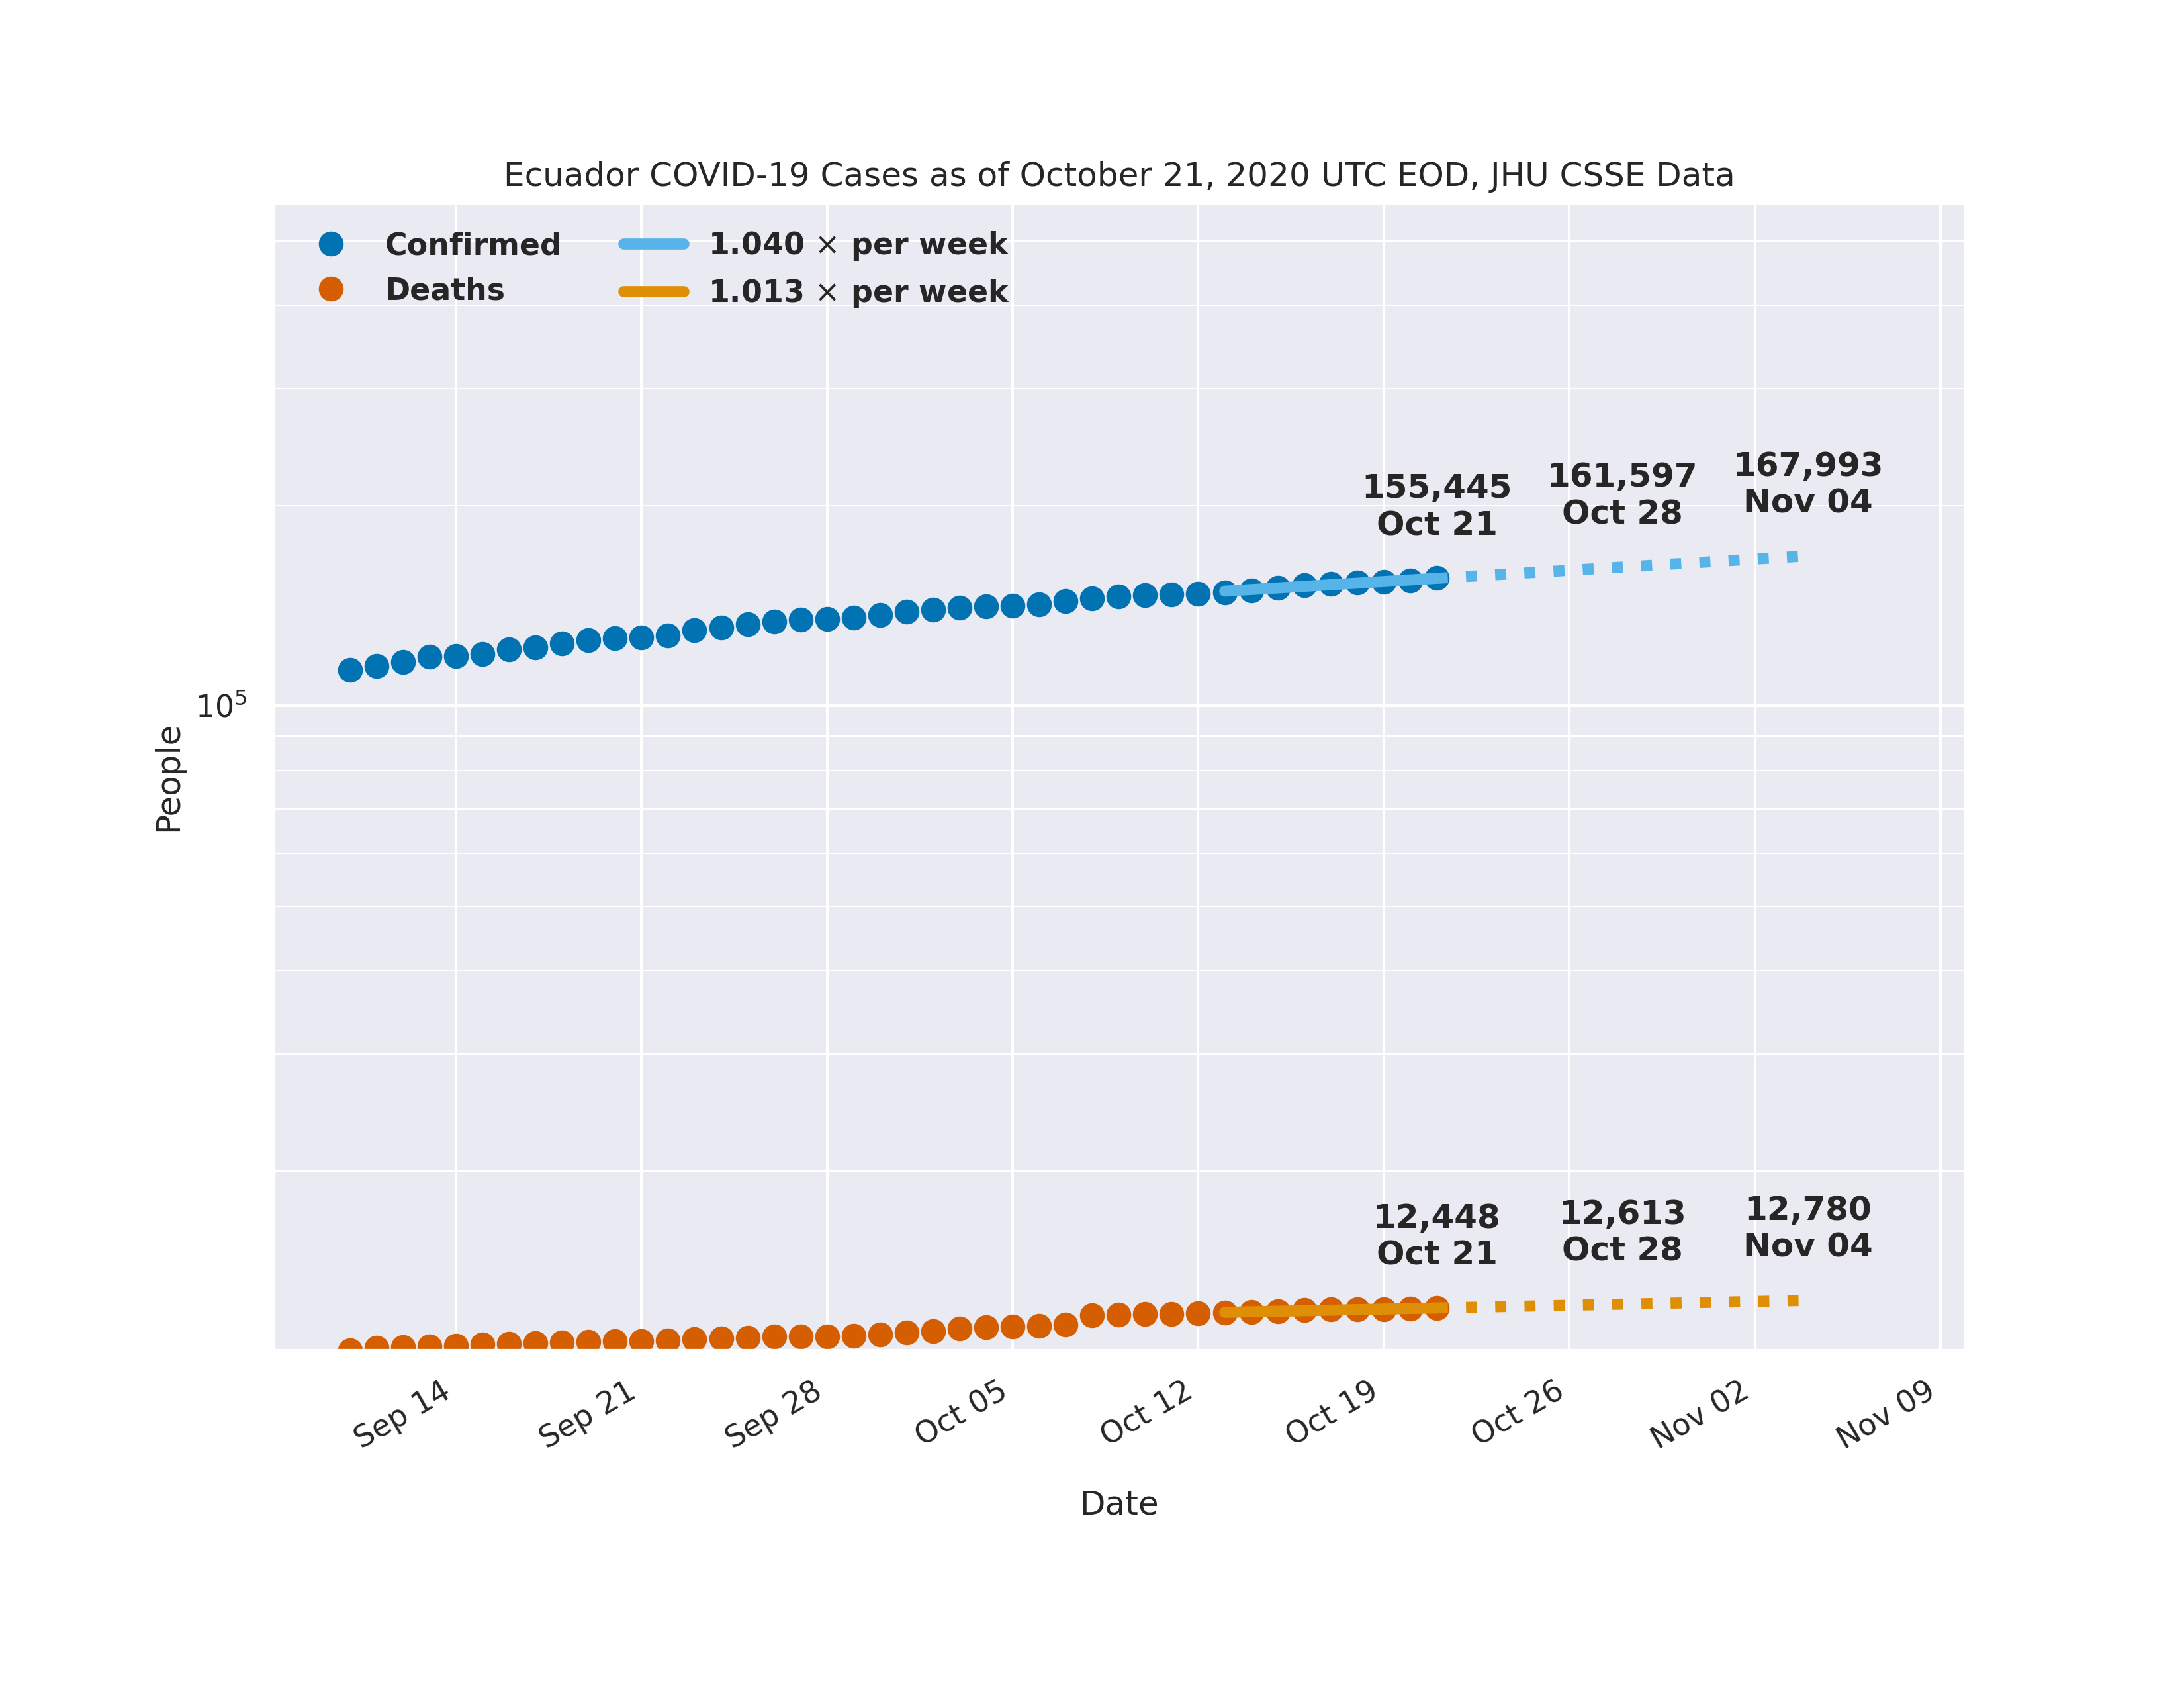 Ecuador COVID-19 Cases as of October 21, 2020 UTC EOD, JHU CSSE Data
Confirmed
Deaths
1.040 × per week
1.013 × per week
155,445
Oct 21
161,597
Oct 28
167,993
Nov 04
10⁵
People
12,448
Oct 21
12,613
Oct 28
12,780
Nov 04
Sep 14
Sep 21
Sep 28
Oct 05
Oct 12
Oct 19
Oct 26
Nov 02
Nov 09
Date